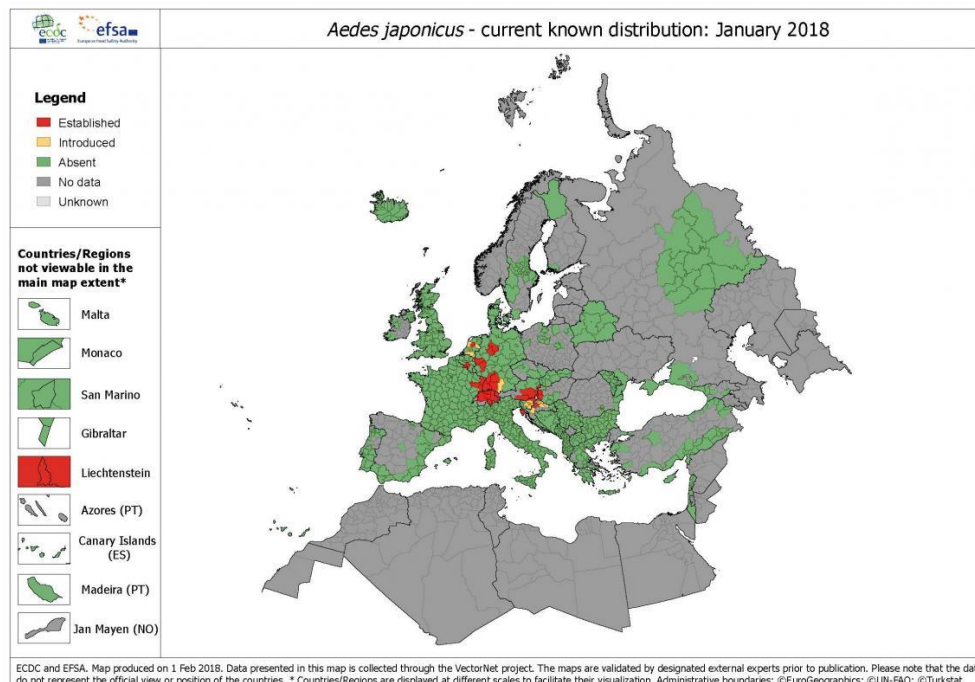 ecdc
efsa
European Food Safety Authority
Aedes japonicus - current known distribution: January 2018
Legend
Established
Introduced
Absent
No data
Unknown
Countries/Regions
not viewable in the
main map extent*
Malta
Monaco
San Marino
Gibraltar
Liechtenstein
Azores (PT)
Canary Islands
(ES)
Madeira (PT)
Jan Mayen (NO)
ECDC and EFSA. Map produced on 1 Feb 2018. Data presented in this map is collected through the VectorNet project. The maps are validated by designated external experts prior to publication. Please note that the dat
do not represent the official view or position of the countries. * Countries/Regions are displayed at different scales to facilitate their visualization. Administrative boundaries: ©EuroGeographics; ©UN-FAO; ©Turkstat.